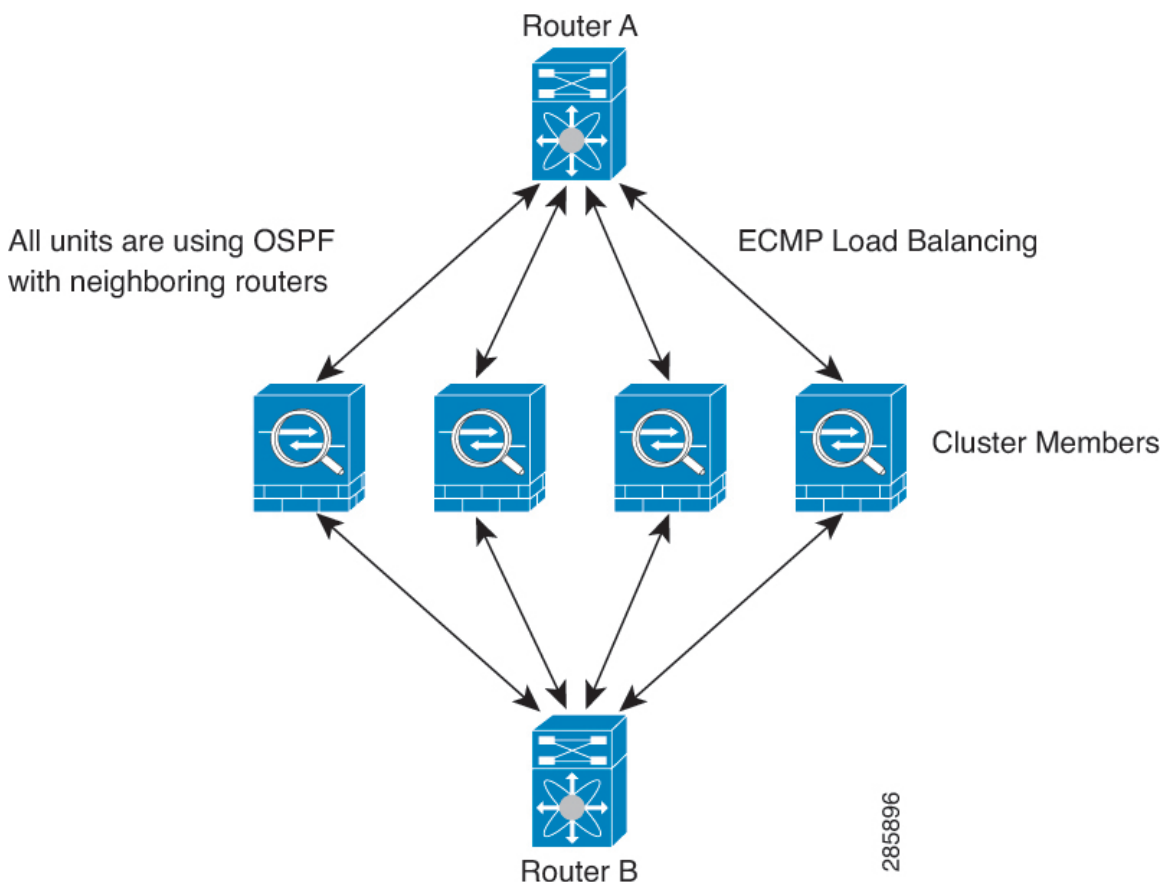 Router A
All units are using OSPF
with neighboring routers
ECMP Load Balancing
Cluster Members
285896
Router B